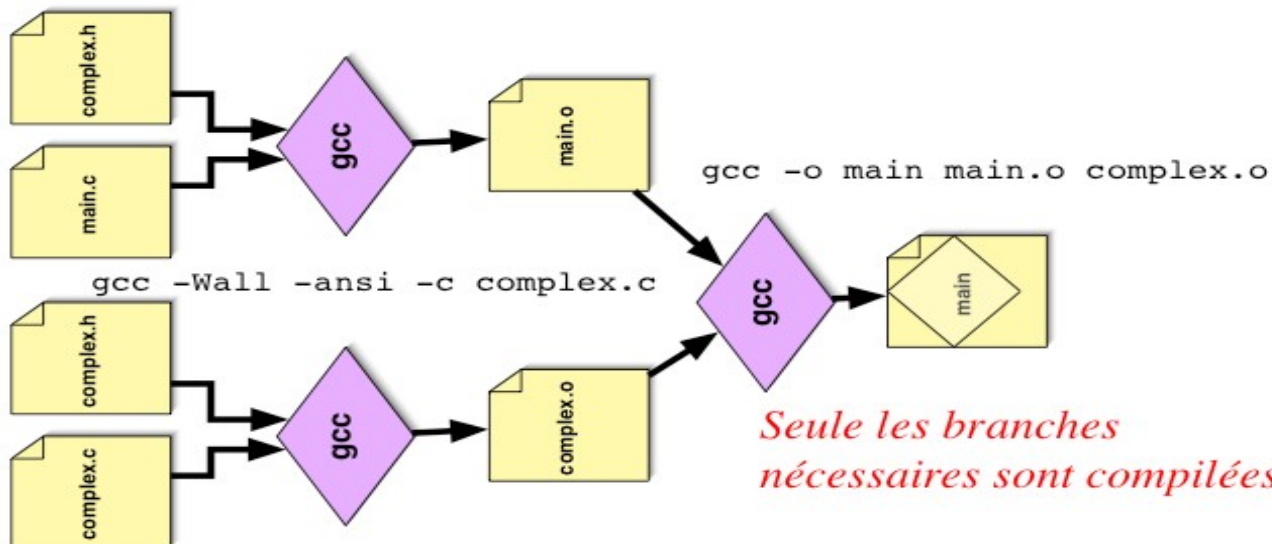 complex.h
main.c
gcc
main.o
gcc -o main main.o complex.o
gcc -Wall -ansi -c complex.c
complex.h
complex.c
gcc
complex.o
gcc
main
Seule les branches
nécessaires sont compilées